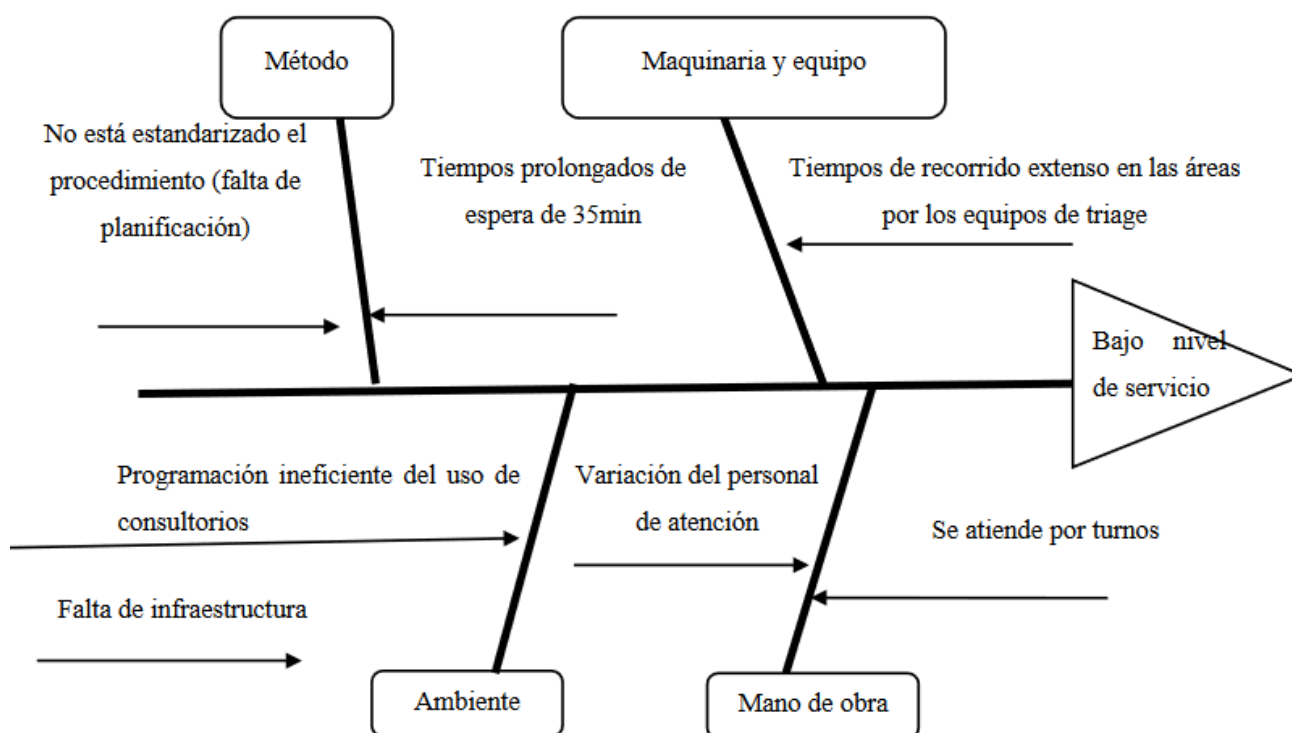 Método
Maquinaria y equipo
No está estandarizado el
procedimiento (falta de
planificación)
Tiempos prolongados de
espera de 35min
Tiempos de recorrido extenso en las áreas
por los equipos de triage
Bajo nivel
de servicio
Programación ineficiente del uso de
consultorios
Variación del personal
de atención
Se atiende por turnos
Falta de infraestructura
Ambiente
Mano de obra